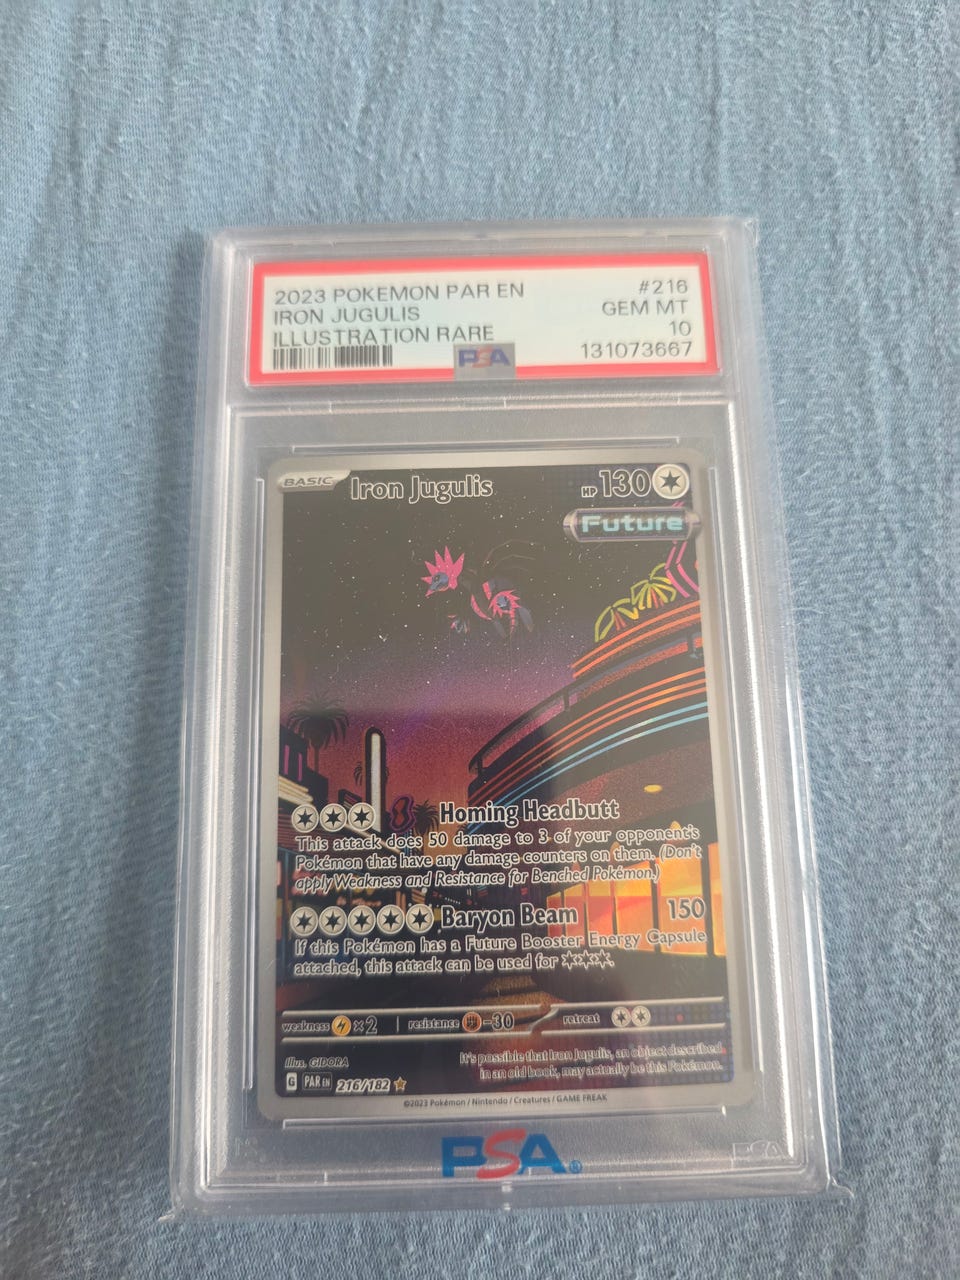 2023 POKEMON PAR EN #216
IRON JUGULIS GEM MT
ILLUSTRATION RARE 10
PSA 131073667
BASIC Iron Jugulis HP 130
Future
Homing Headbutt
This attack does 50 damage to 3 of your opponent's
Pokémon that have any damage counters on them. (Don't
apply Weakness and Resistance for Benched Pokémon.)
Baryon Beam 150
If this Pokémon has a Future Booster Energy Capsule
attached, this attack can be used for
weakness ×2 resistance -30 retreat
Illus. GIDORA
It's possible that Iron Jugulis, an object described
in an old book, may actually be this Pokémon.
G PAR EN 216/182
©2023 Pokémon / Nintendo / Creatures / GAME FREAK
PSA®
PSA